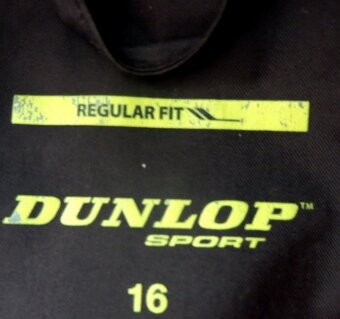 REGULAR FIT
DUNLOP™
SPORT
16